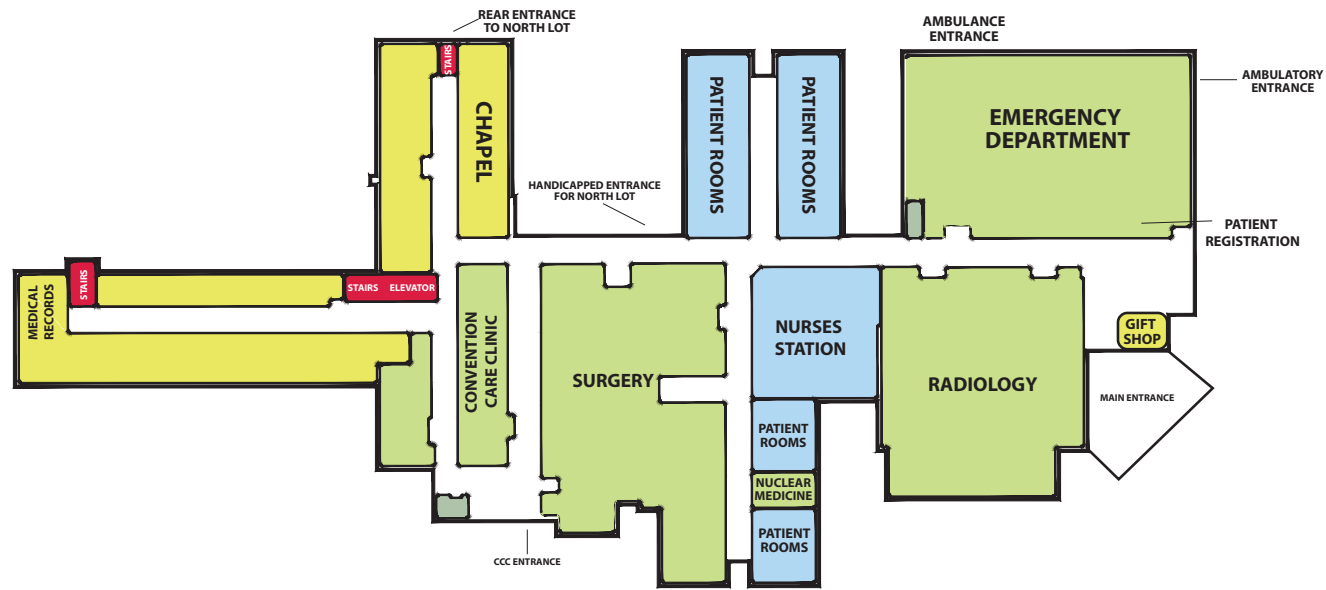 REAR ENTRANCE
TO NORTH LOT
AMBULANCE
ENTRANCE
AMBULATORY
ENTRANCE
STAIRS
CHAPEL
PATIENT ROOMS
PATIENT ROOMS
EMERGENCY
DEPARTMENT
HANDICAPPED ENTRANCE
FOR NORTH LOT
PATIENT
REGISTRATION
STAIRS
STAIRS ELEVATOR
MEDICAL
RECORDS
CONVENTION
CARE CLINIC
SURGERY
NURSES
STATION
RADIOLOGY
GIFT
SHOP
MAIN ENTRANCE
PATIENT
ROOMS
NUCLEAR
MEDICINE
PATIENT
ROOMS
CCC ENTRANCE